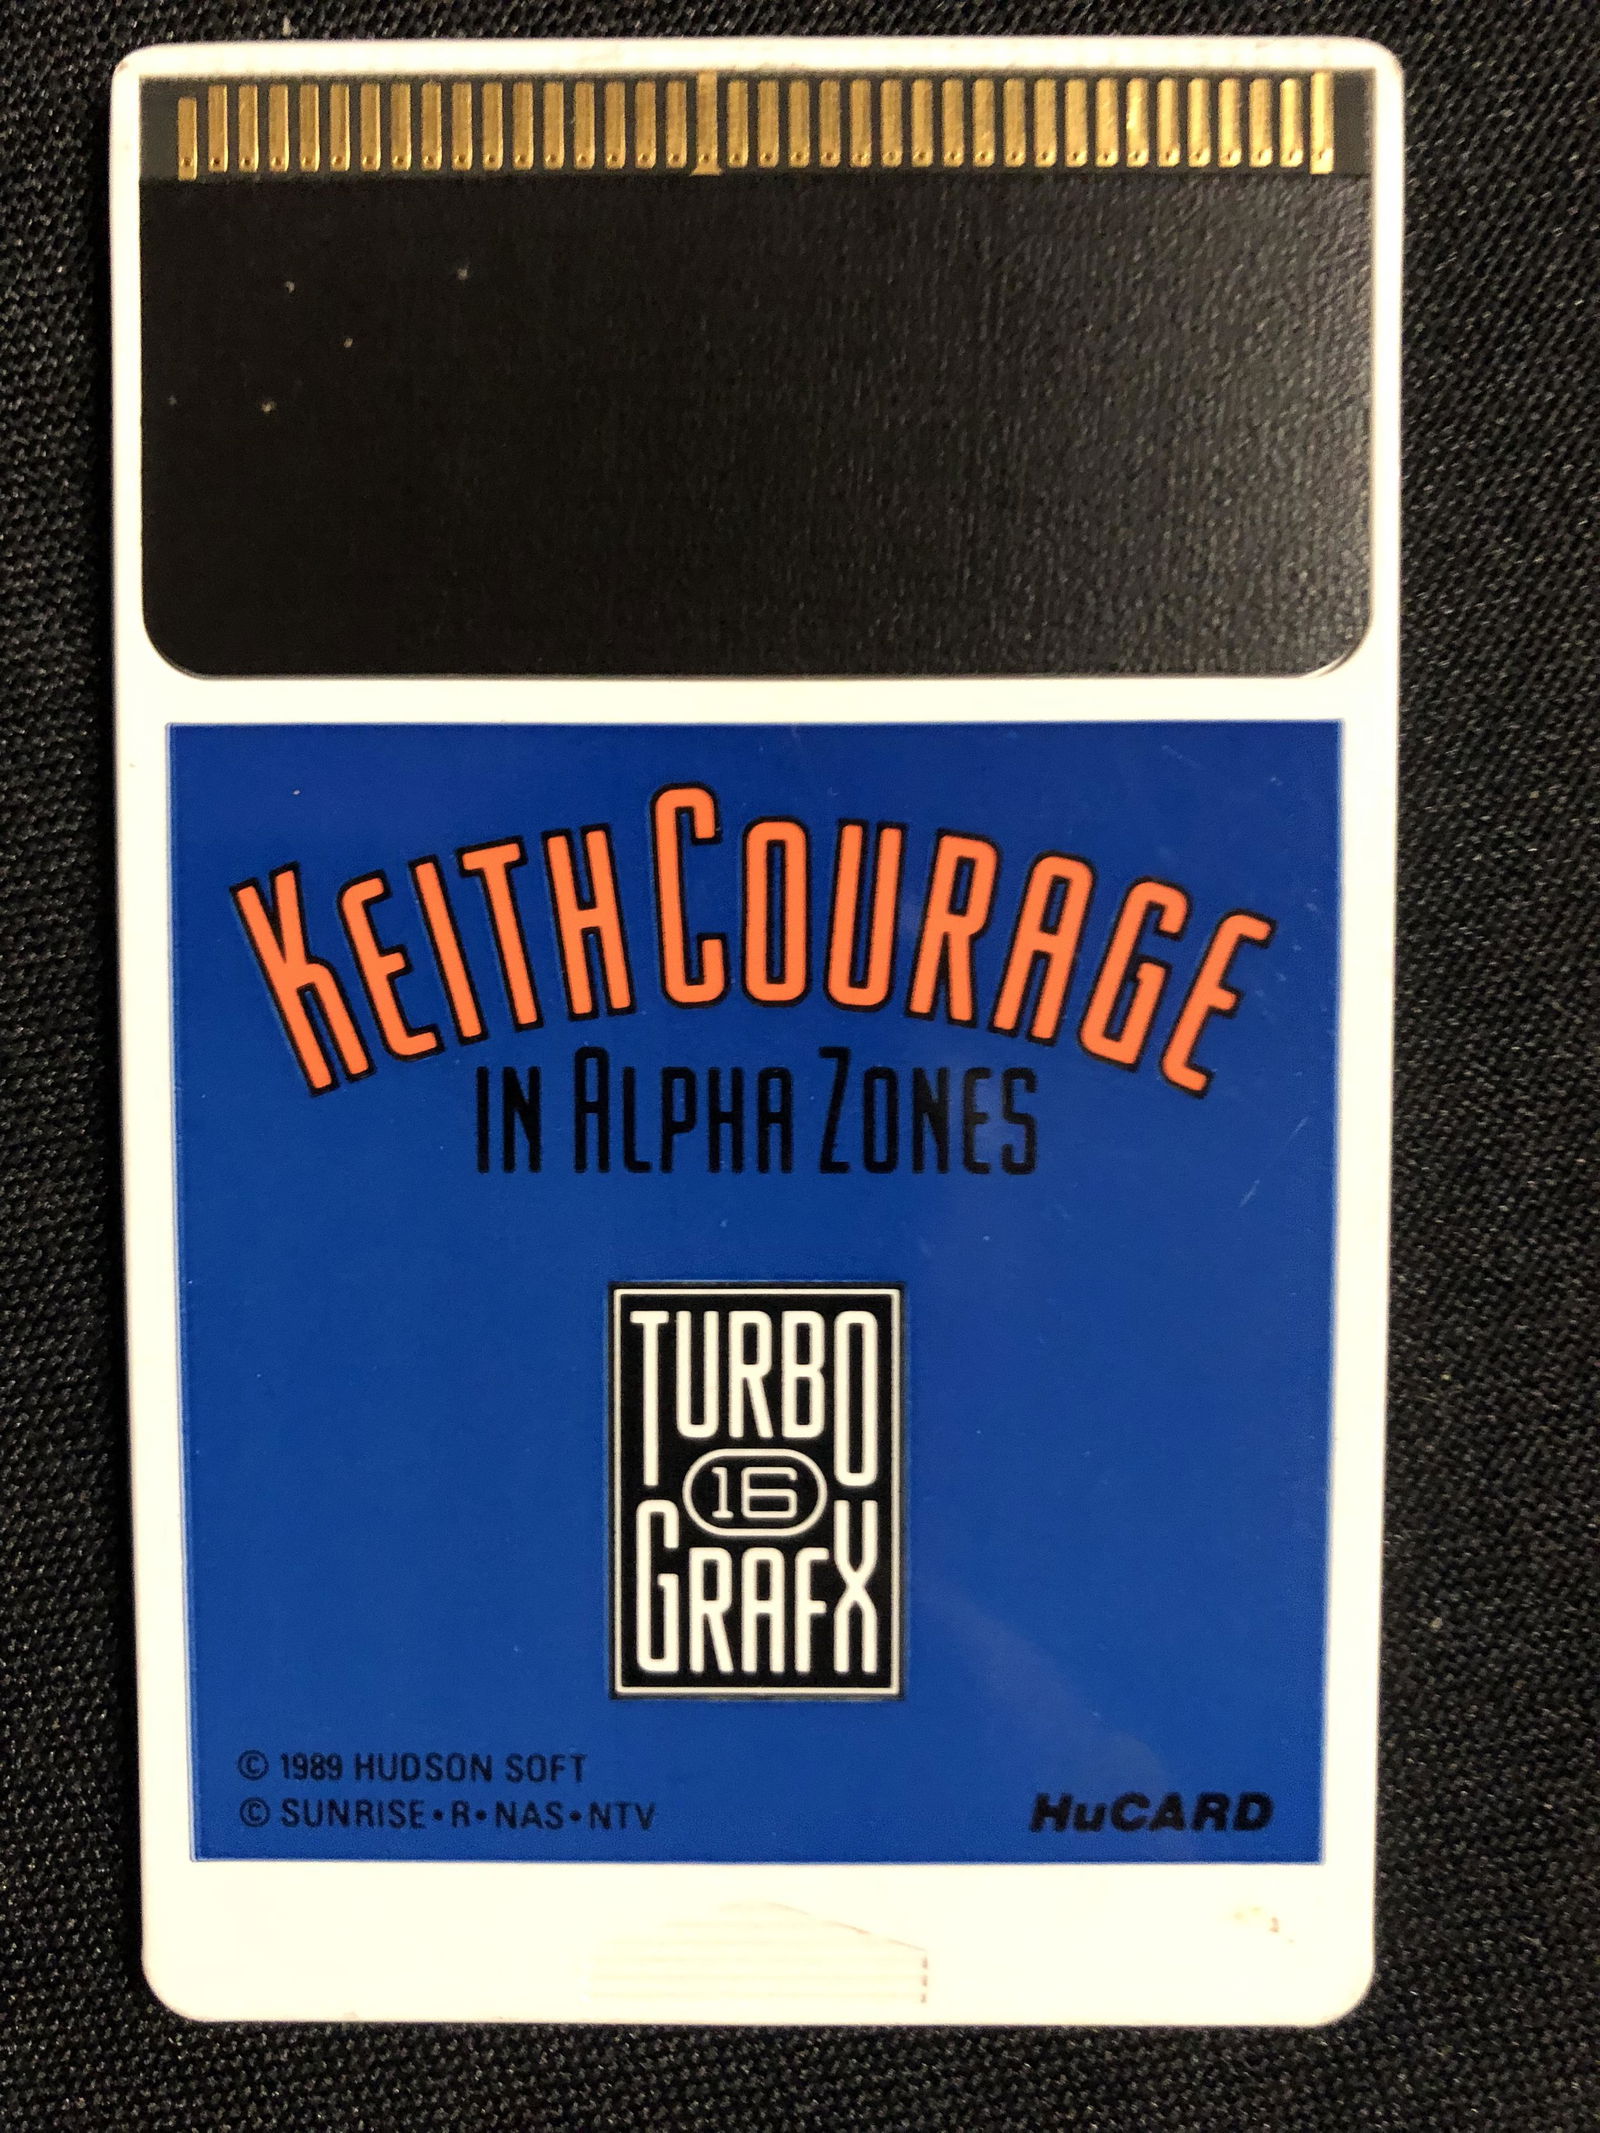 KEITH COURAGE
IN ALPHA ZONES
TURBO
16
GRAFX
© 1989 HUDSON SOFT
© SUNRISE•R•NAS•NTV
HuCARD